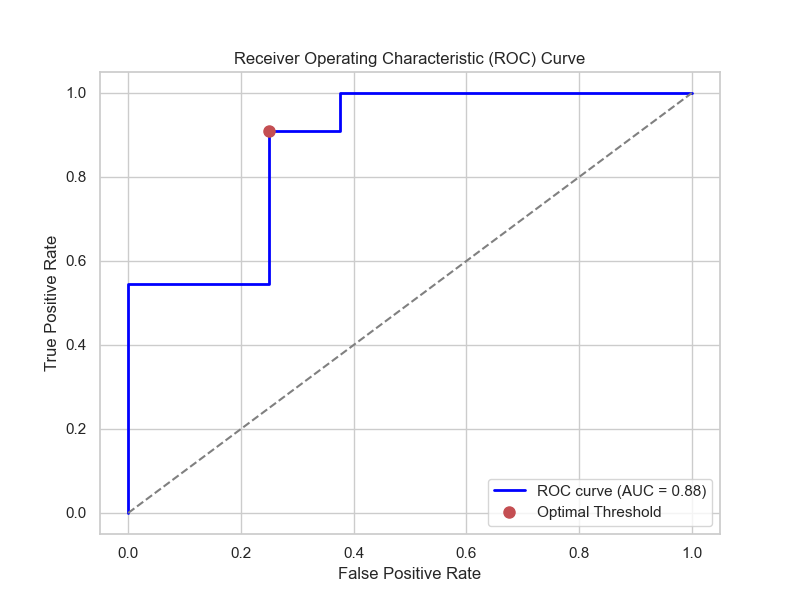 Receiver Operating Characteristic (ROC) Curve
1.0
0.8
0.6
0.4
0.2
0.0
True Positive Rate
0.0 0.2 0.4 0.6 0.8 1.0
False Positive Rate
ROC curve (AUC = 0.88)
Optimal Threshold